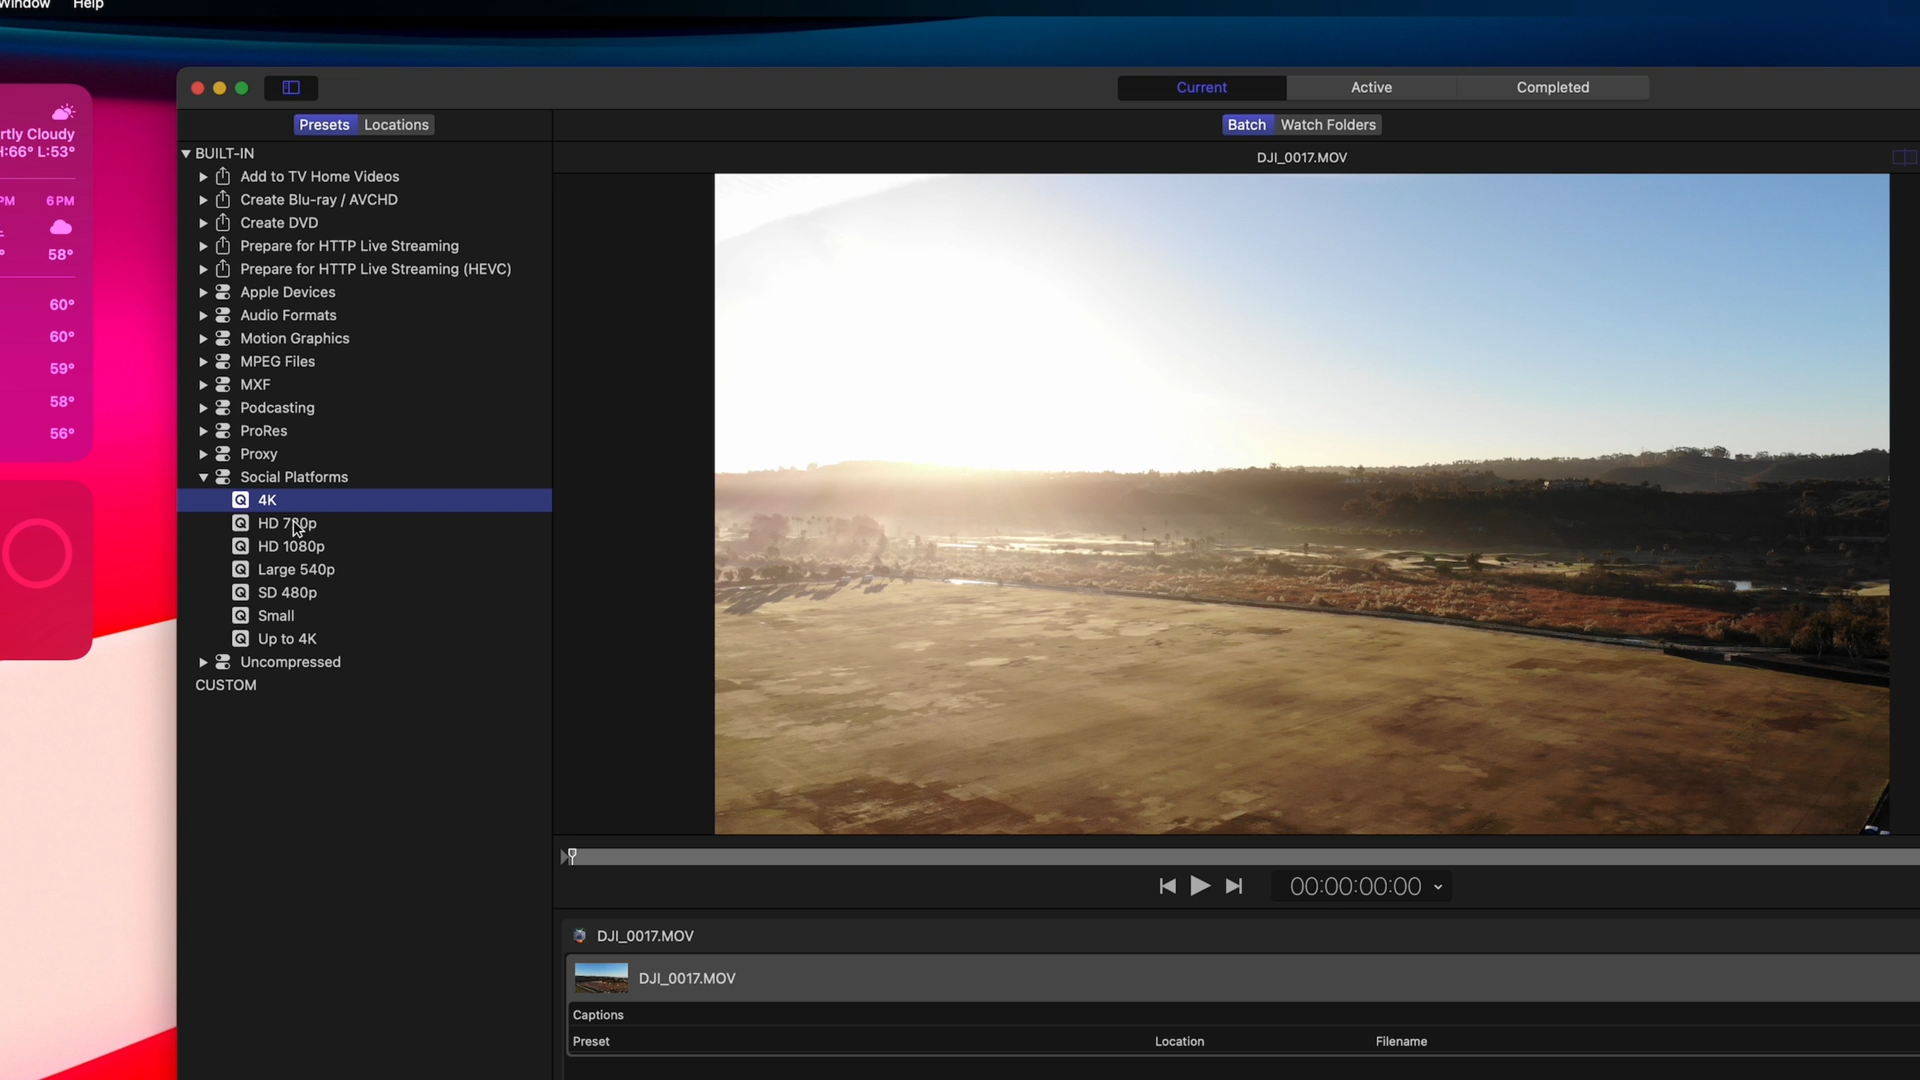 Window Help
rtly Cloudy
H:66° L:53°
PM 6 PM
58°
60°
60°
59°
58°
56°
Current Active Completed
Presets Locations
Batch Watch Folders
DJI_0017.MOV
BUILT-IN
Add to TV Home Videos
Create Blu-ray / AVCHD
Create DVD
Prepare for HTTP Live Streaming
Prepare for HTTP Live Streaming (HEVC)
Apple Devices
Audio Formats
Motion Graphics
MPEG Files
MXF
Podcasting
ProRes
Proxy
Social Platforms
4K
HD 720p
HD 1080p
Large 540p
SD 480p
Small
Up to 4K
Uncompressed
CUSTOM
00:00:00:00
DJI_0017.MOV
DJI_0017.MOV
Captions
Preset Location Filename